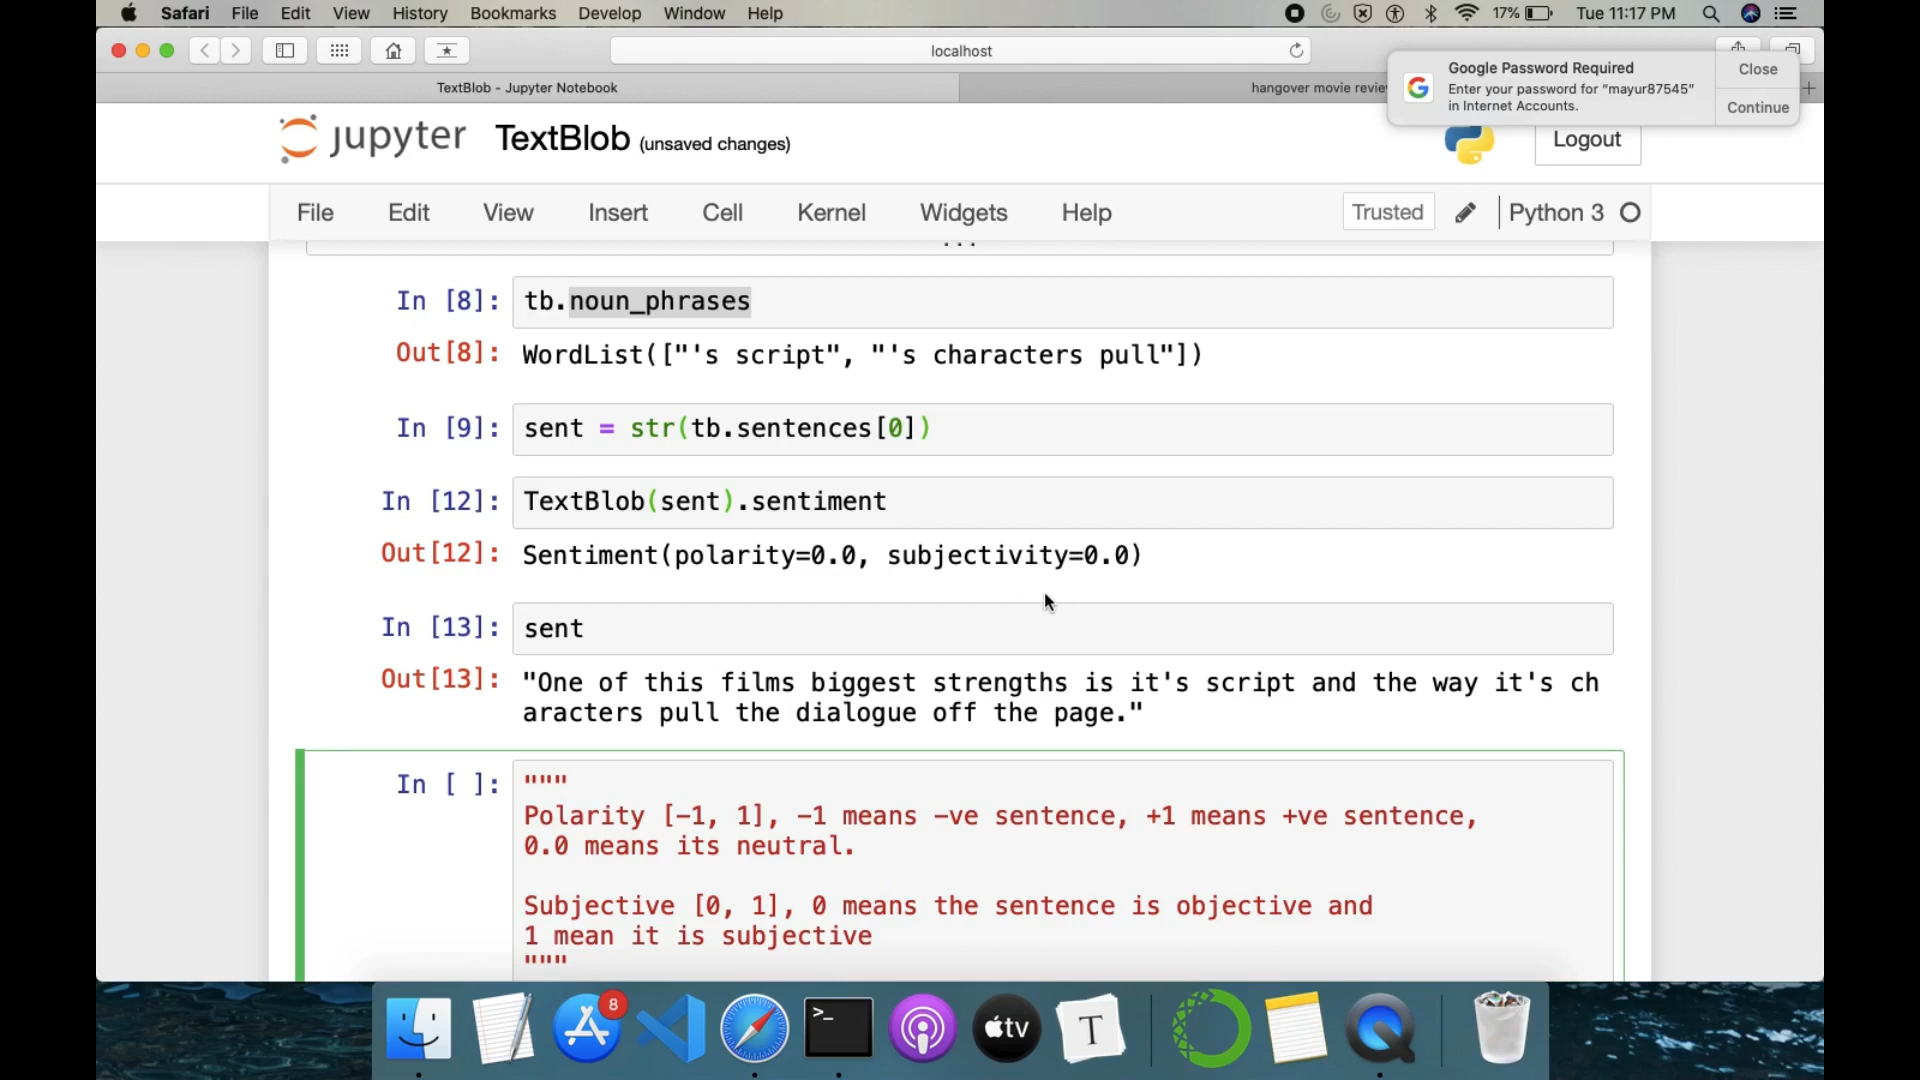 Safari File Edit View History Bookmarks Develop Window Help 17% Tue 11:17 PM
localhost
TextBlob - Jupyter Notebook
hangover movie revie
Google Password Required
Enter your password for "mayur87545"
in Internet Accounts.
Close
Continue
jupyter TextBlob (unsaved changes)
Logout
File Edit View Insert Cell Kernel Widgets Help Trusted Python 3
...
In [8]: tb.noun_phrases
Out[8]: WordList(["'s script", "'s characters pull"])
In [9]: sent = str(tb.sentences[0])
In [12]: TextBlob(sent).sentiment
Out[12]: Sentiment(polarity=0.0, subjectivity=0.0)
In [13]: sent
Out[13]: "One of this films biggest strengths is it's script and the way it's ch
aracters pull the dialogue off the page."
In [ ]: """
Polarity [-1, 1], -1 means -ve sentence, +1 means +ve sentence,
0.0 means its neutral.
Subjective [0, 1], 0 means the sentence is objective and
1 mean it is subjective
"""
8
>_
tv
T